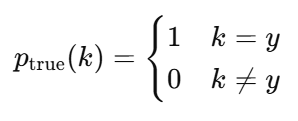 p_true(k) = { 1 k = y
0 k ≠ y